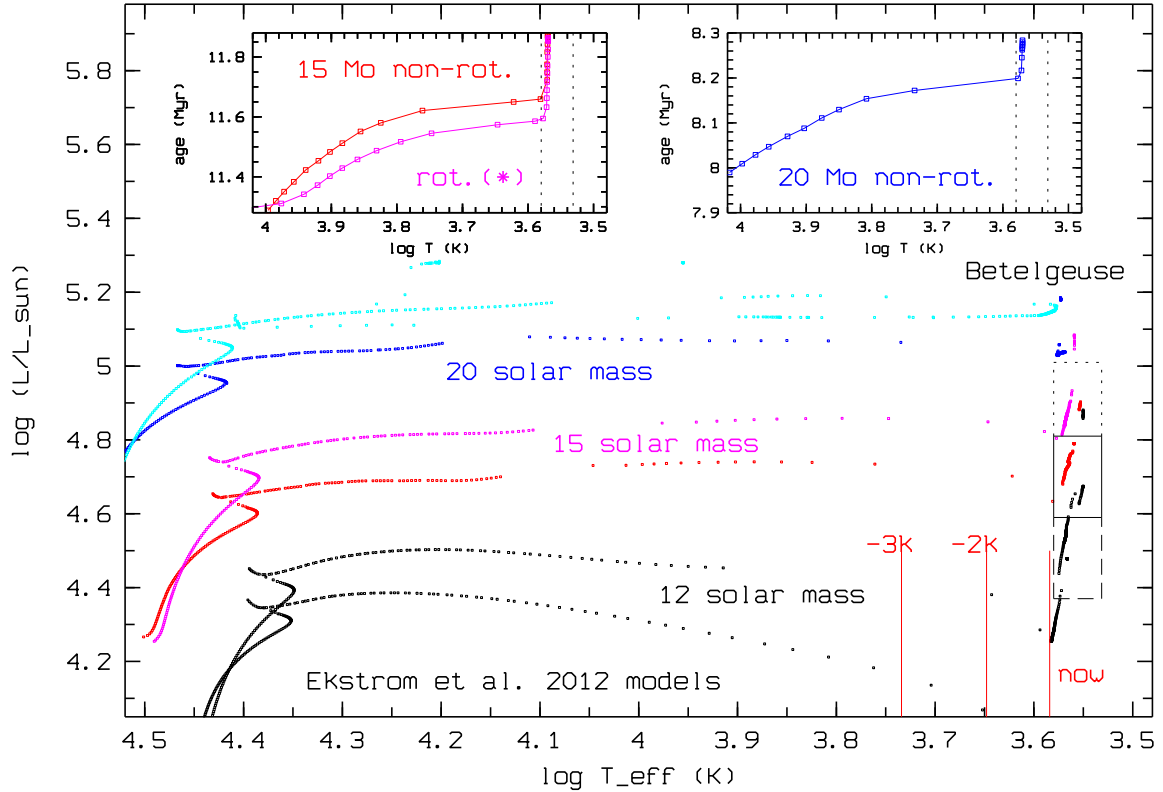 11.8
11.6
11.4
age (Myr)
15 Mo non-rot.
rot.(*)
4
3.9
3.8
3.7
3.6
3.5
log T (K)
8.3
8.2
8.1
8
7.9
age (Myr)
20 Mo non-rot.
4
3.9
3.8
3.7
3.6
3.5
log T (K)
Betelgeuse
20 solar mass
15 solar mass
12 solar mass
-3K
-2K
now
Ekstrom et al. 2012 models
5.8
5.6
5.4
5.2
5
4.8
4.6
4.4
4.2
log (L/L_sun)
4.5
4.4
4.3
4.2
4.1
4
3.9
3.8
3.7
3.6
3.5
log T_eff (K)